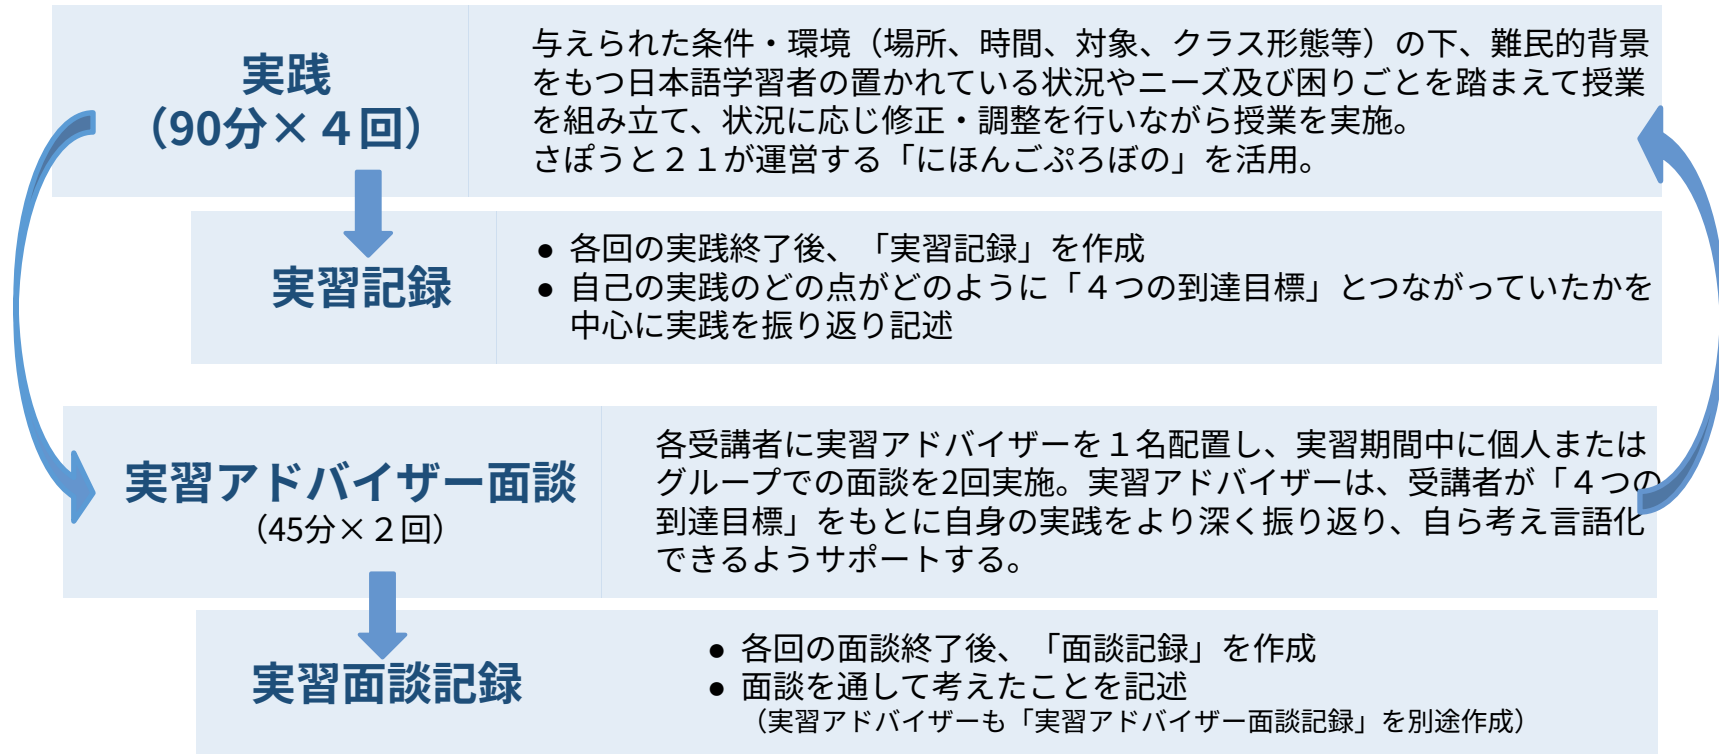 実践
（90分×４回）
与えられた条件・環境（場所、時間、対象、クラス形態等）の下、難民的背景
をもつ日本語学習者の置かれている状況やニーズ及び困りごとを踏まえて授業
を組み立て、状況に応じ修正・調整を行いながら授業を実施。
さぽうと２１が運営する「にほんごぷろぼの」を活用。
実習記録
● 各回の実践終了後、「実習記録」を作成
● 自己の実践のどの点がどのように「４つの到達目標」とつながっていたかを
中心に実践を振り返り記述
実習アドバイザー面談
（45分×２回）
各受講者に実習アドバイザーを１名配置し、実習期間中に個人または
グループでの面談を2回実施。実習アドバイザーは、受講者が「４つの
到達目標」をもとに自身の実践をより深く振り返り、自ら考え言語化
できるようサポートする。
実習面談記録
● 各回の面談終了後、「面談記録」を作成
● 面談を通して考えたことを記述
（実習アドバイザーも「実習アドバイザー面談記録」を別途作成）